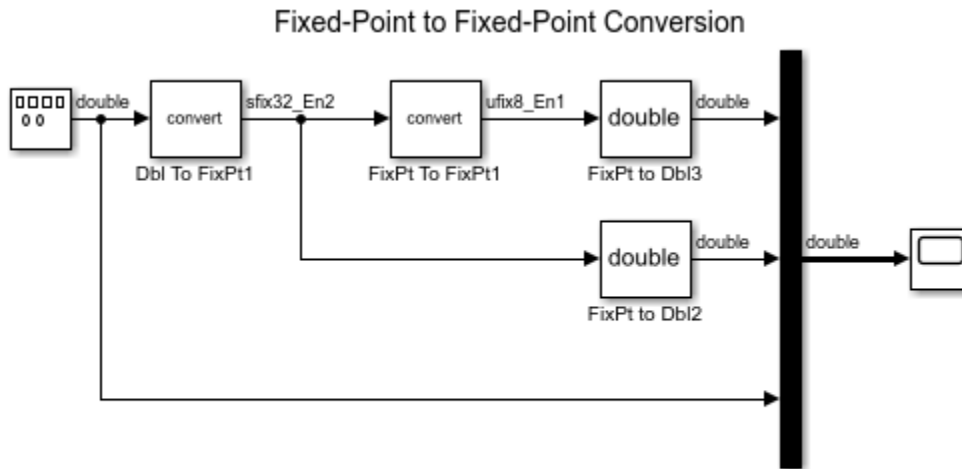 Fixed-Point to Fixed-Point Conversion
double
convert
Dbl To FixPt1
sfix32_En2
convert
FixPt To FixPt1
ufix8_En1
double
FixPt to Dbl3
double
double
FixPt to Dbl2
double
double